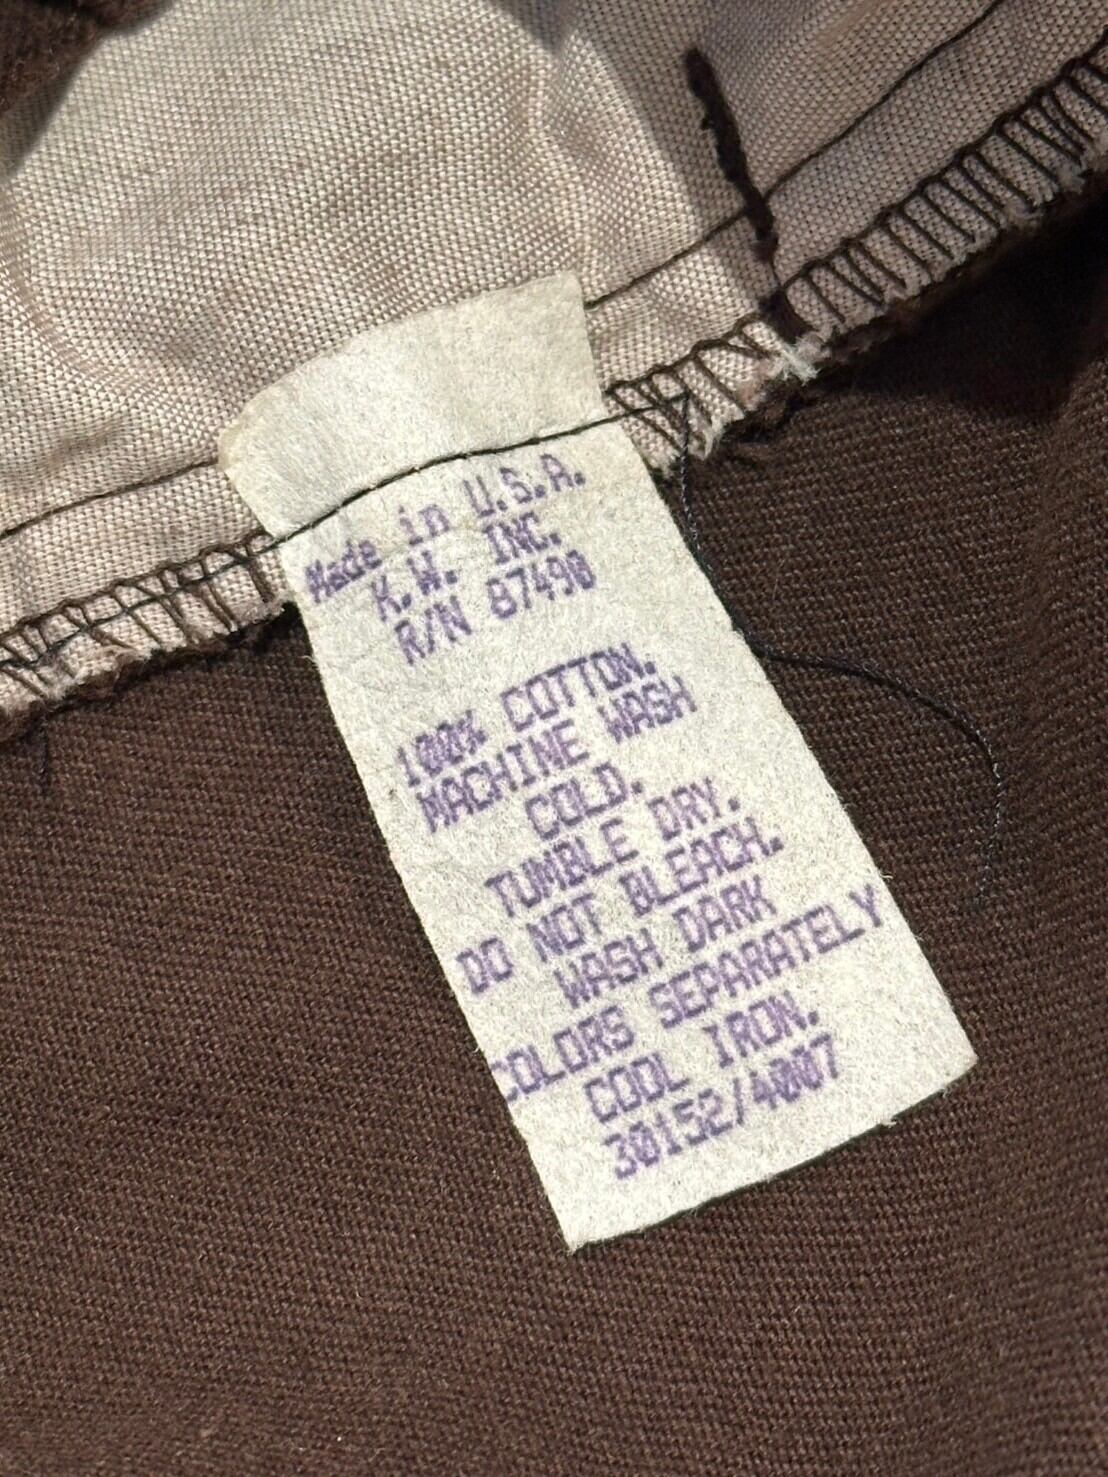 Made in U.S.A.
K.W. INC.
R/N 87490
100% COTTON.
MACHINE WASH
COLD.
TUMBLE DRY.
DO NOT BLEACH.
WASH DARK
COLORS SEPARATELY
COOL IRON.
30152/4007